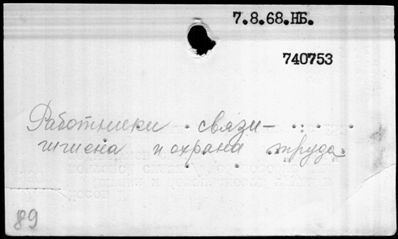 7.8.68.НБ.
740753
Работники связи-
гигиена и охрана труда.
89